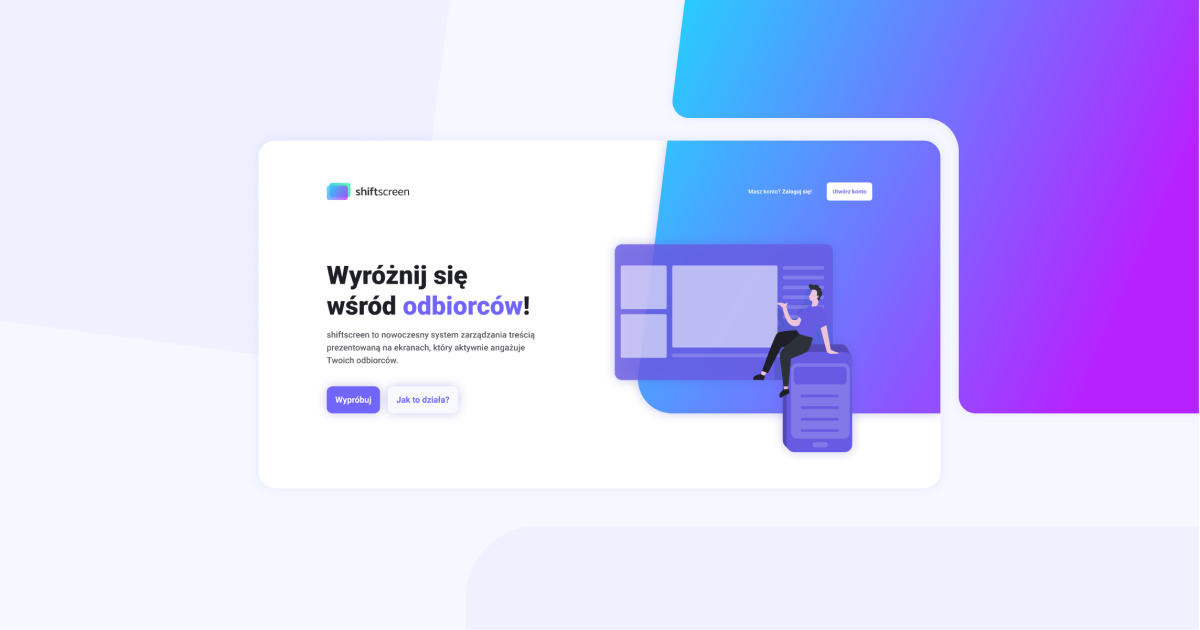 shiftscreen
Masz konto? Zaloguj się!
Utwórz konto
Wyróżnij się
wśród odbiorców!
shiftscreen to nowoczesny system zarządzania treścią
prezentowaną na ekranach, który aktywnie angażuje
Twoich odbiorców.
Wypróbuj
Jak to działa?